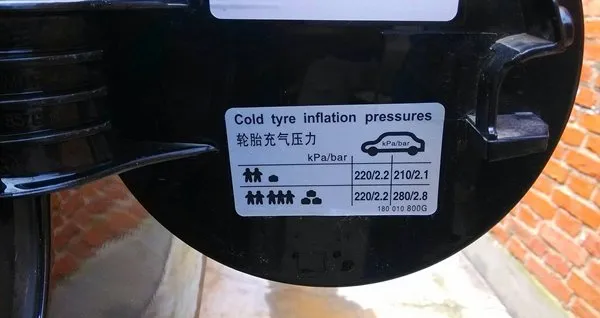 Cold tyre inflation pressures
轮胎充气压力
kPa/bar
kPa/bar
220/2.2 210/2.1
220/2.2 280/2.8
180 010 800G